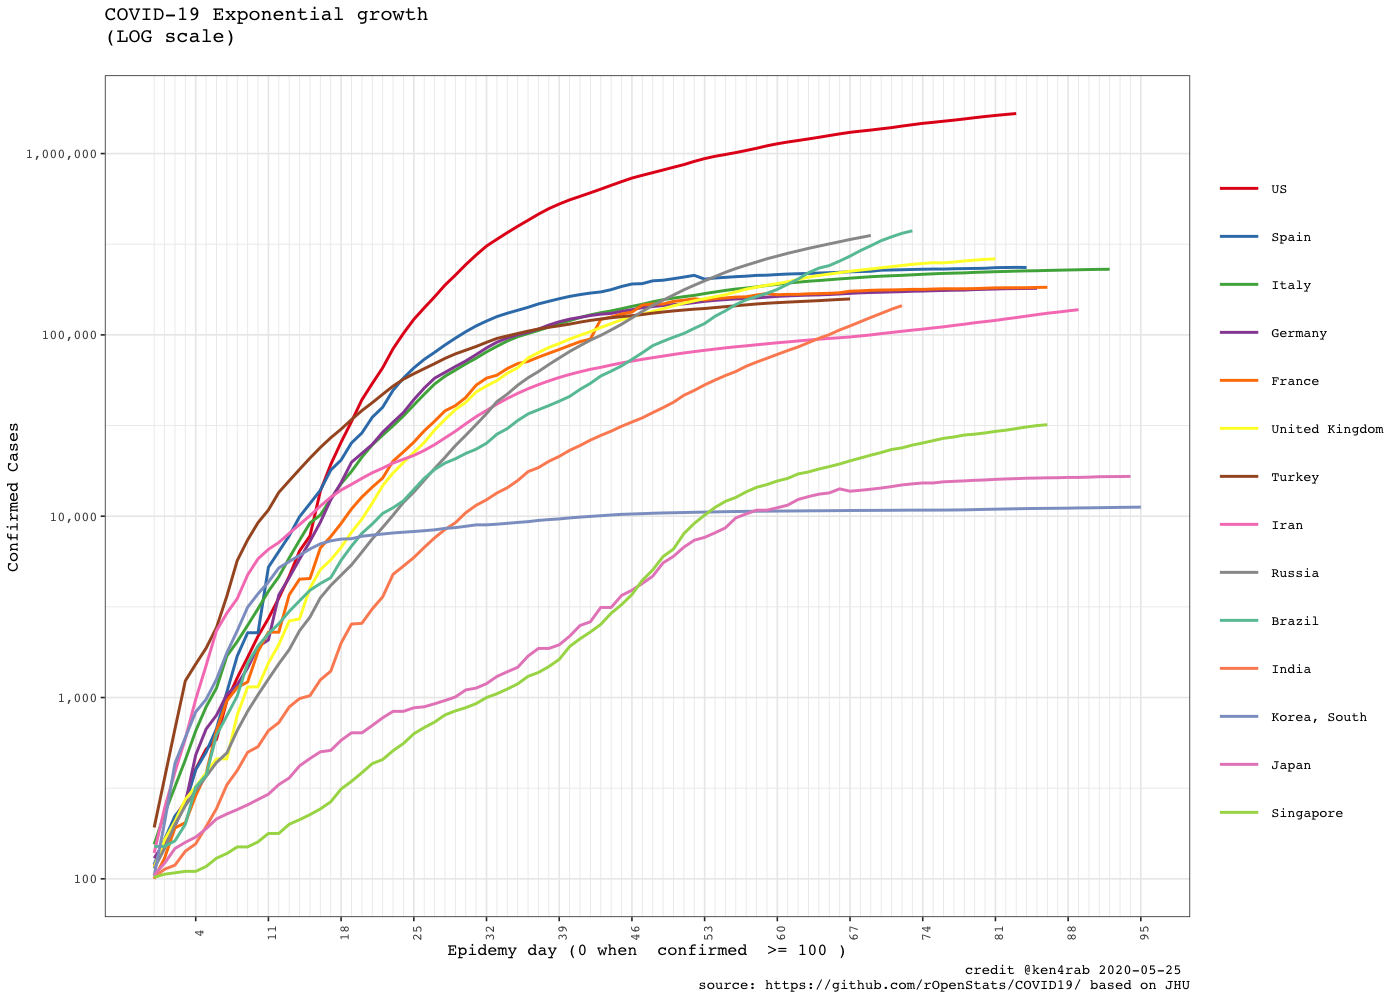 COVID-19 Exponential growth
(LOG scale)
Confirmed Cases
1,000,000
100,000
10,000
1,000
100
4 11 18 25 32 39 46 53 60 67 74 81 88 95
Epidemy day (0 when  confirmed  >= 100 )
US
Spain
Italy
Germany
France
United Kingdom
Turkey
Iran
Russia
Brazil
India
Korea, South
Japan
Singapore
credit @ken4rab 2020-05-25
source: https://github.com/rOpenStats/COVID19/ based on JHU